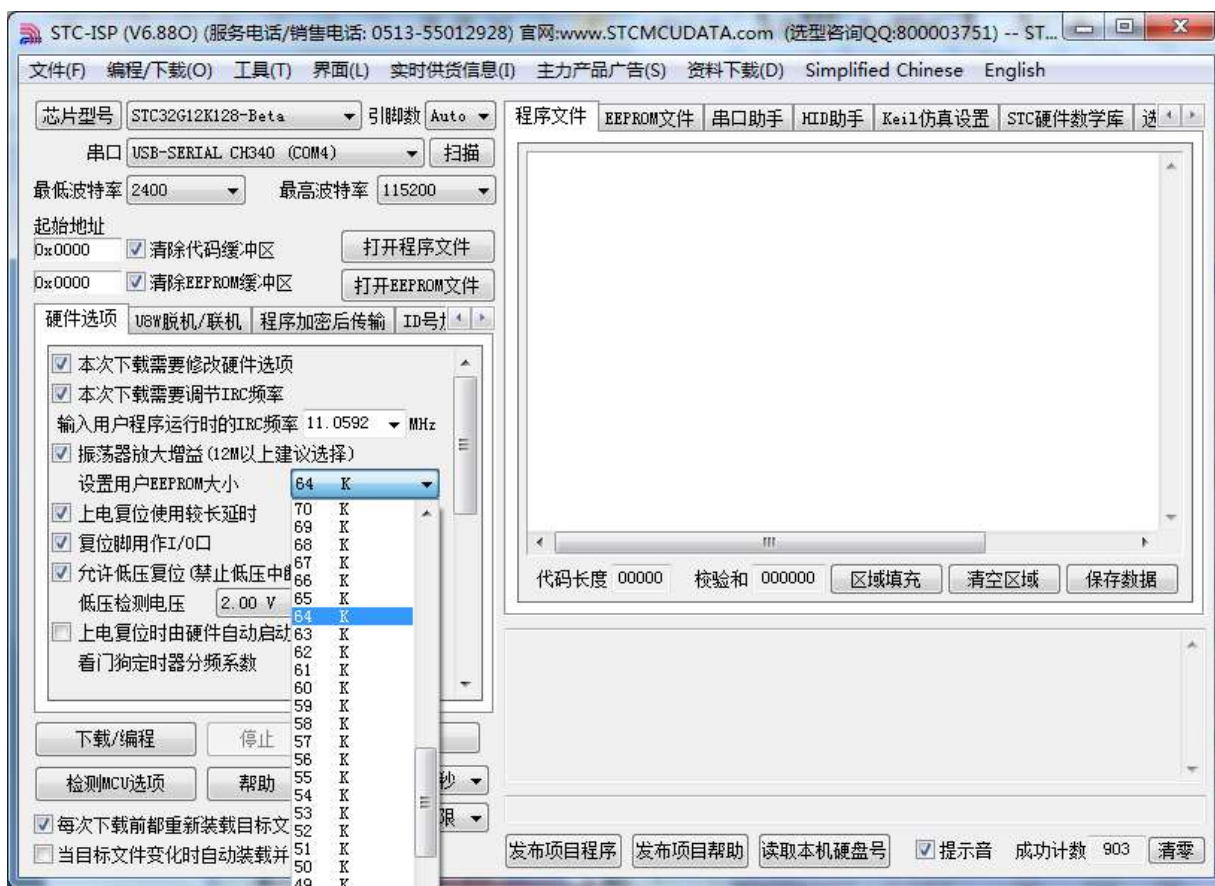 STC-ISP (V6.88O) (服务电话/销售电话: 0513-55012928) 官网:www.STCMCUDATA.com (选型咨询QQ:800003751) -- ST...
文件(F) 编程/下载(O) 工具(T) 界面(L) 实时供货信息(I) 主力产品广告(S) 资料下载(D) Simplified Chinese English
芯片型号 STC32G12K128-Beta 引脚数 Auto
串口 USB-SERIAL CH340 (COM4) 扫描
最低波特率 2400 最高波特率 115200
起始地址
0x0000 清除代码缓冲区 打开程序文件
0x0000 清除EEPROM缓冲区 打开EEPROM文件
硬件选项 U8W脱机/联机 程序加密后传输 ID号
本次下载需要修改硬件选项
本次下载需要调节IRC频率
输入用户程序运行时的IRC频率 11.0592 MHz
振荡器放大增益(12M以上建议选择)
设置用户EEPROM大小 64 K
上电复位使用较长延时
复位脚用作I/O口
允许低压复位(禁止低压中
低压检测电压 2.00 V
上电复位时由硬件自动启动
看门狗定时器分频系数
70 K
69 K
68 K
67 K
66 K
65 K
64 K
63 K
62 K
61 K
60 K
59 K
58 K
57 K
56 K
55 K
54 K
53 K
52 K
51 K
50 K
49 K
下载/编程 停止
检测MCU选项 帮助 秒
每次下载前都重新装载目标文 限
当目标文件变化时自动装载并
程序文件 EEPROM文件 串口助手 HID助手 Keil仿真设置 STC硬件数学库 选
代码长度 00000 校验和 000000 区域填充 清空区域 保存数据
发布项目程序 发布项目帮助 读取本机硬盘号 提示音 成功计数 903 清零